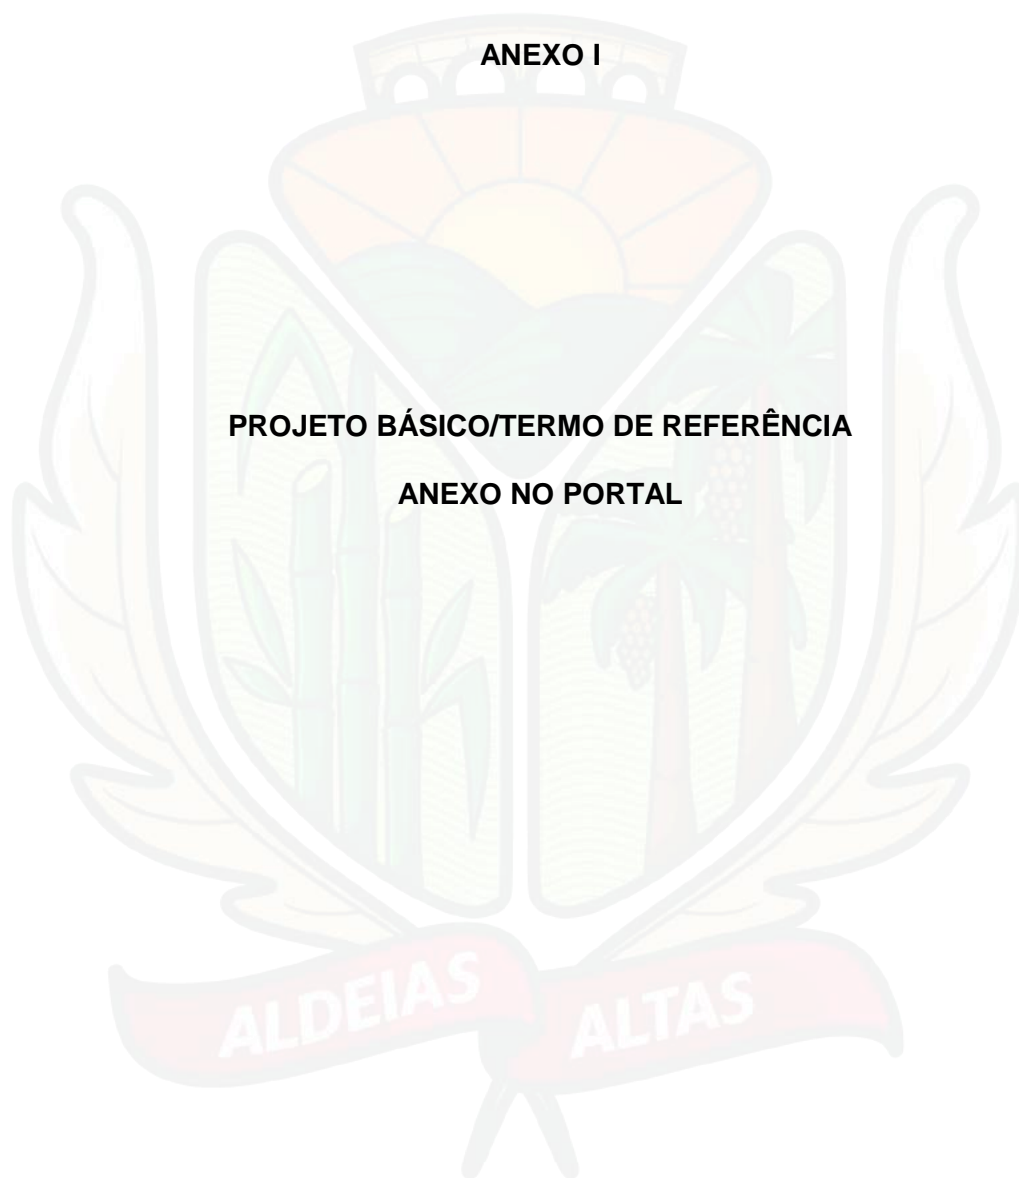 ANEXO I
PROJETO BÁSICO/TERMO DE REFERÊNCIA
ANEXO NO PORTAL
ALDEIAS ALTAS